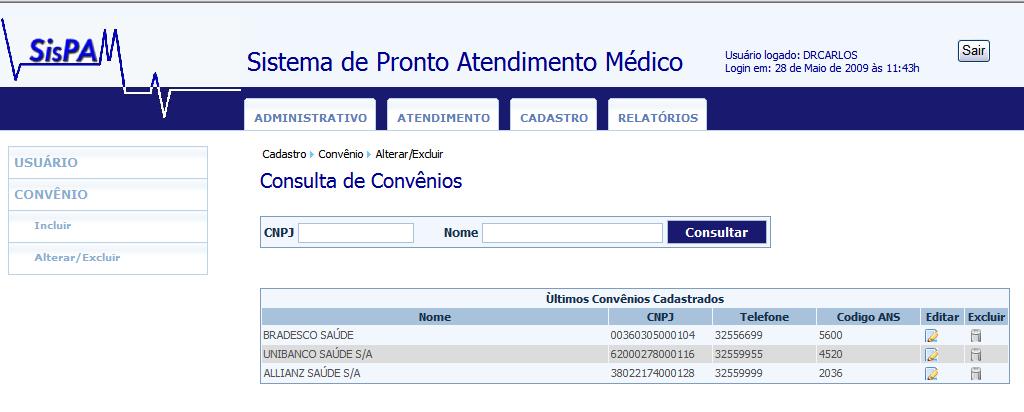 SisPA
Sistema de Pronto Atendimento Médico
Usuário logado: DRCARLOS
Login em: 28 de Maio de 2009 às 11:43h
Sair
ADMINISTRATIVO ATENDIMENTO CADASTRO RELATÓRIOS
USUÁRIO
CONVÊNIO
Incluir
Alterar/Excluir
Cadastro Convênio Alterar/Excluir
Consulta de Convênios
CNPJ Nome Consultar
Ùltimos Convênios Cadastrados
Nome CNPJ Telefone Codigo ANS Editar Excluir
BRADESCO SAÚDE 00360305000104 32556699 5600
UNIBANCO SAÚDE S/A 62000278000116 32559955 4520
ALLIANZ SAÚDE S/A 38022174000128 32559999 2036